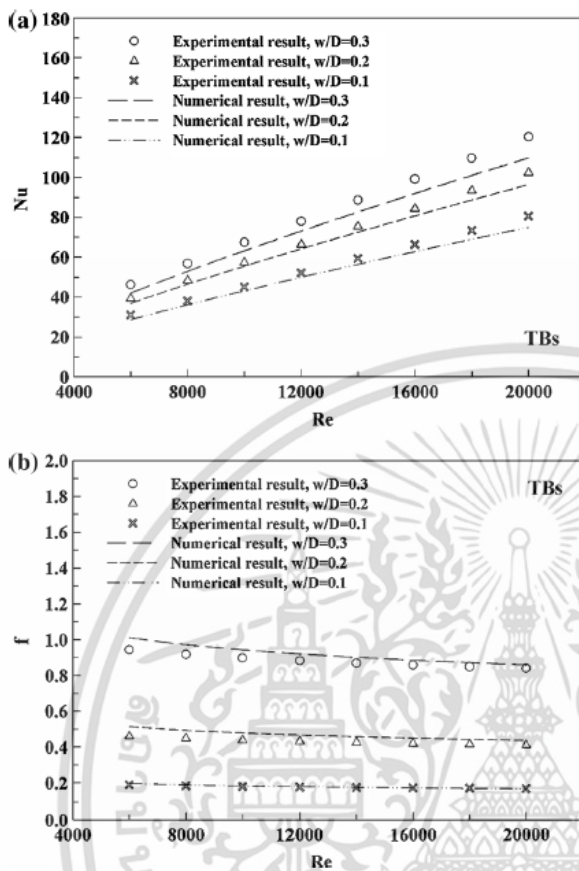 (a)
180
160
140
120
100
80
60
40
20
0
Nu
Experimental result, w/D=0.3
Experimental result, w/D=0.2
Experimental result, w/D=0.1
Numerical result, w/D=0.3
Numerical result, w/D=0.2
Numerical result, w/D=0.1
TBs
4000 8000 12000 16000 20000
Re
(b)
2.0
1.8
1.6
1.4
1.2
1.0
0.8
0.6
0.4
0.2
0.0
f
TBs
Experimental result, w/D=0.3
Experimental result, w/D=0.2
Experimental result, w/D=0.1
Numerical result, w/D=0.3
Numerical result, w/D=0.2
Numerical result, w/D=0.1
4000 8000 12000 16000 20000
Re